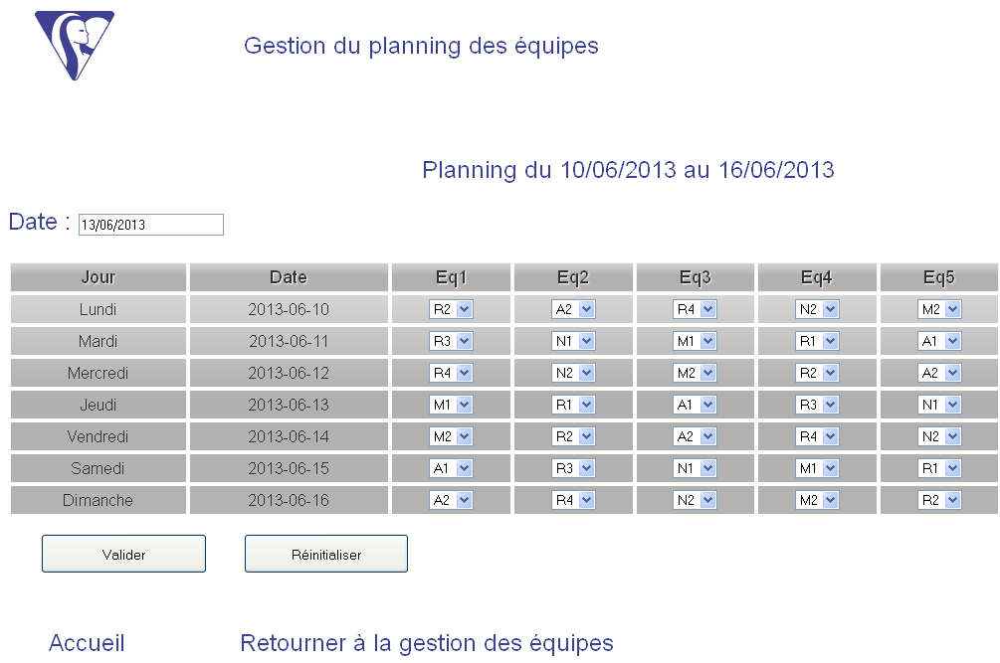 Gestion du planning des équipes
Planning du 10/06/2013 au 16/06/2013
Date : 13/06/2013
Jour Date Eq1 Eq2 Eq3 Eq4 Eq5
Lundi 2013-06-10 R2 A2 R4 N2 M2
Mardi 2013-06-11 R3 N1 M1 R1 A1
Mercredi 2013-06-12 R4 N2 M2 R2 A2
Jeudi 2013-06-13 M1 R1 A1 R3 N1
Vendredi 2013-06-14 M2 R2 A2 R4 N2
Samedi 2013-06-15 A1 R3 N1 M1 R1
Dimanche 2013-06-16 A2 R4 N2 M2 R2
Valider Réinitialiser
Accueil Retourner à la gestion des équipes